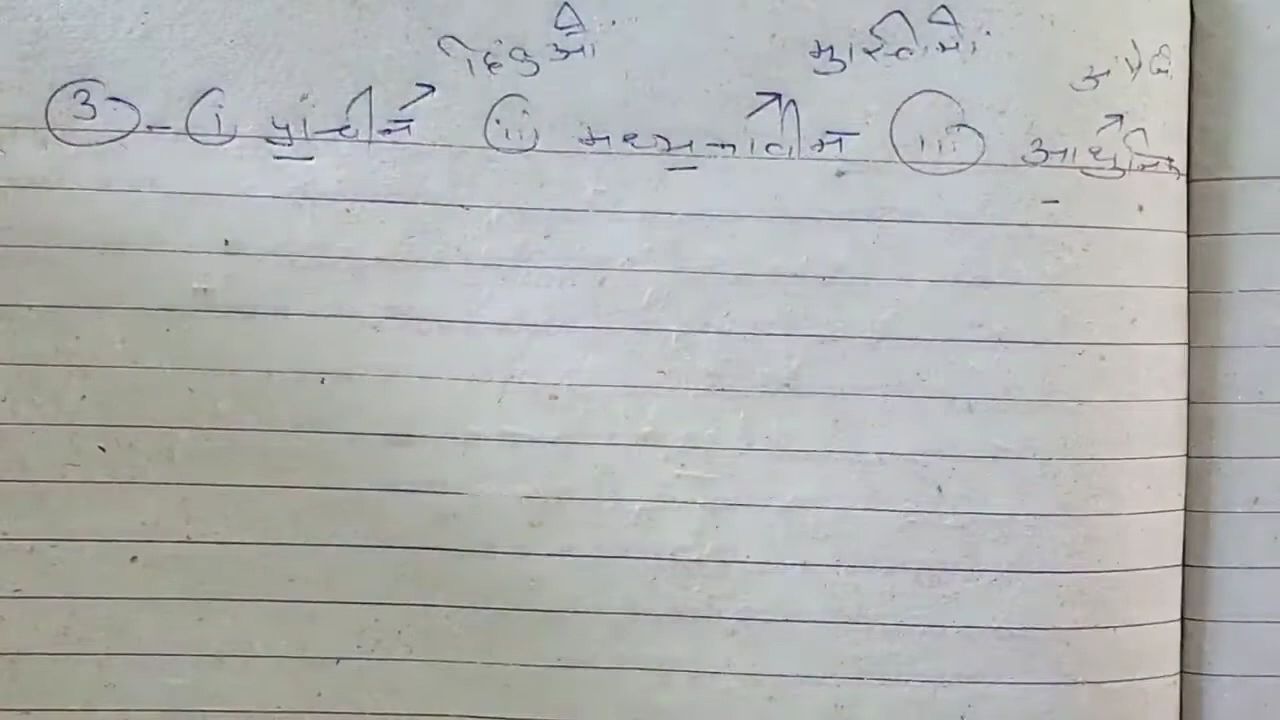 हिंदुओं मुस्लिमों अंग्रेज
③ - ⓘ प्राचीन ⓘⓘ मध्यकालीन ⓘⓘⓘ आधुनिक